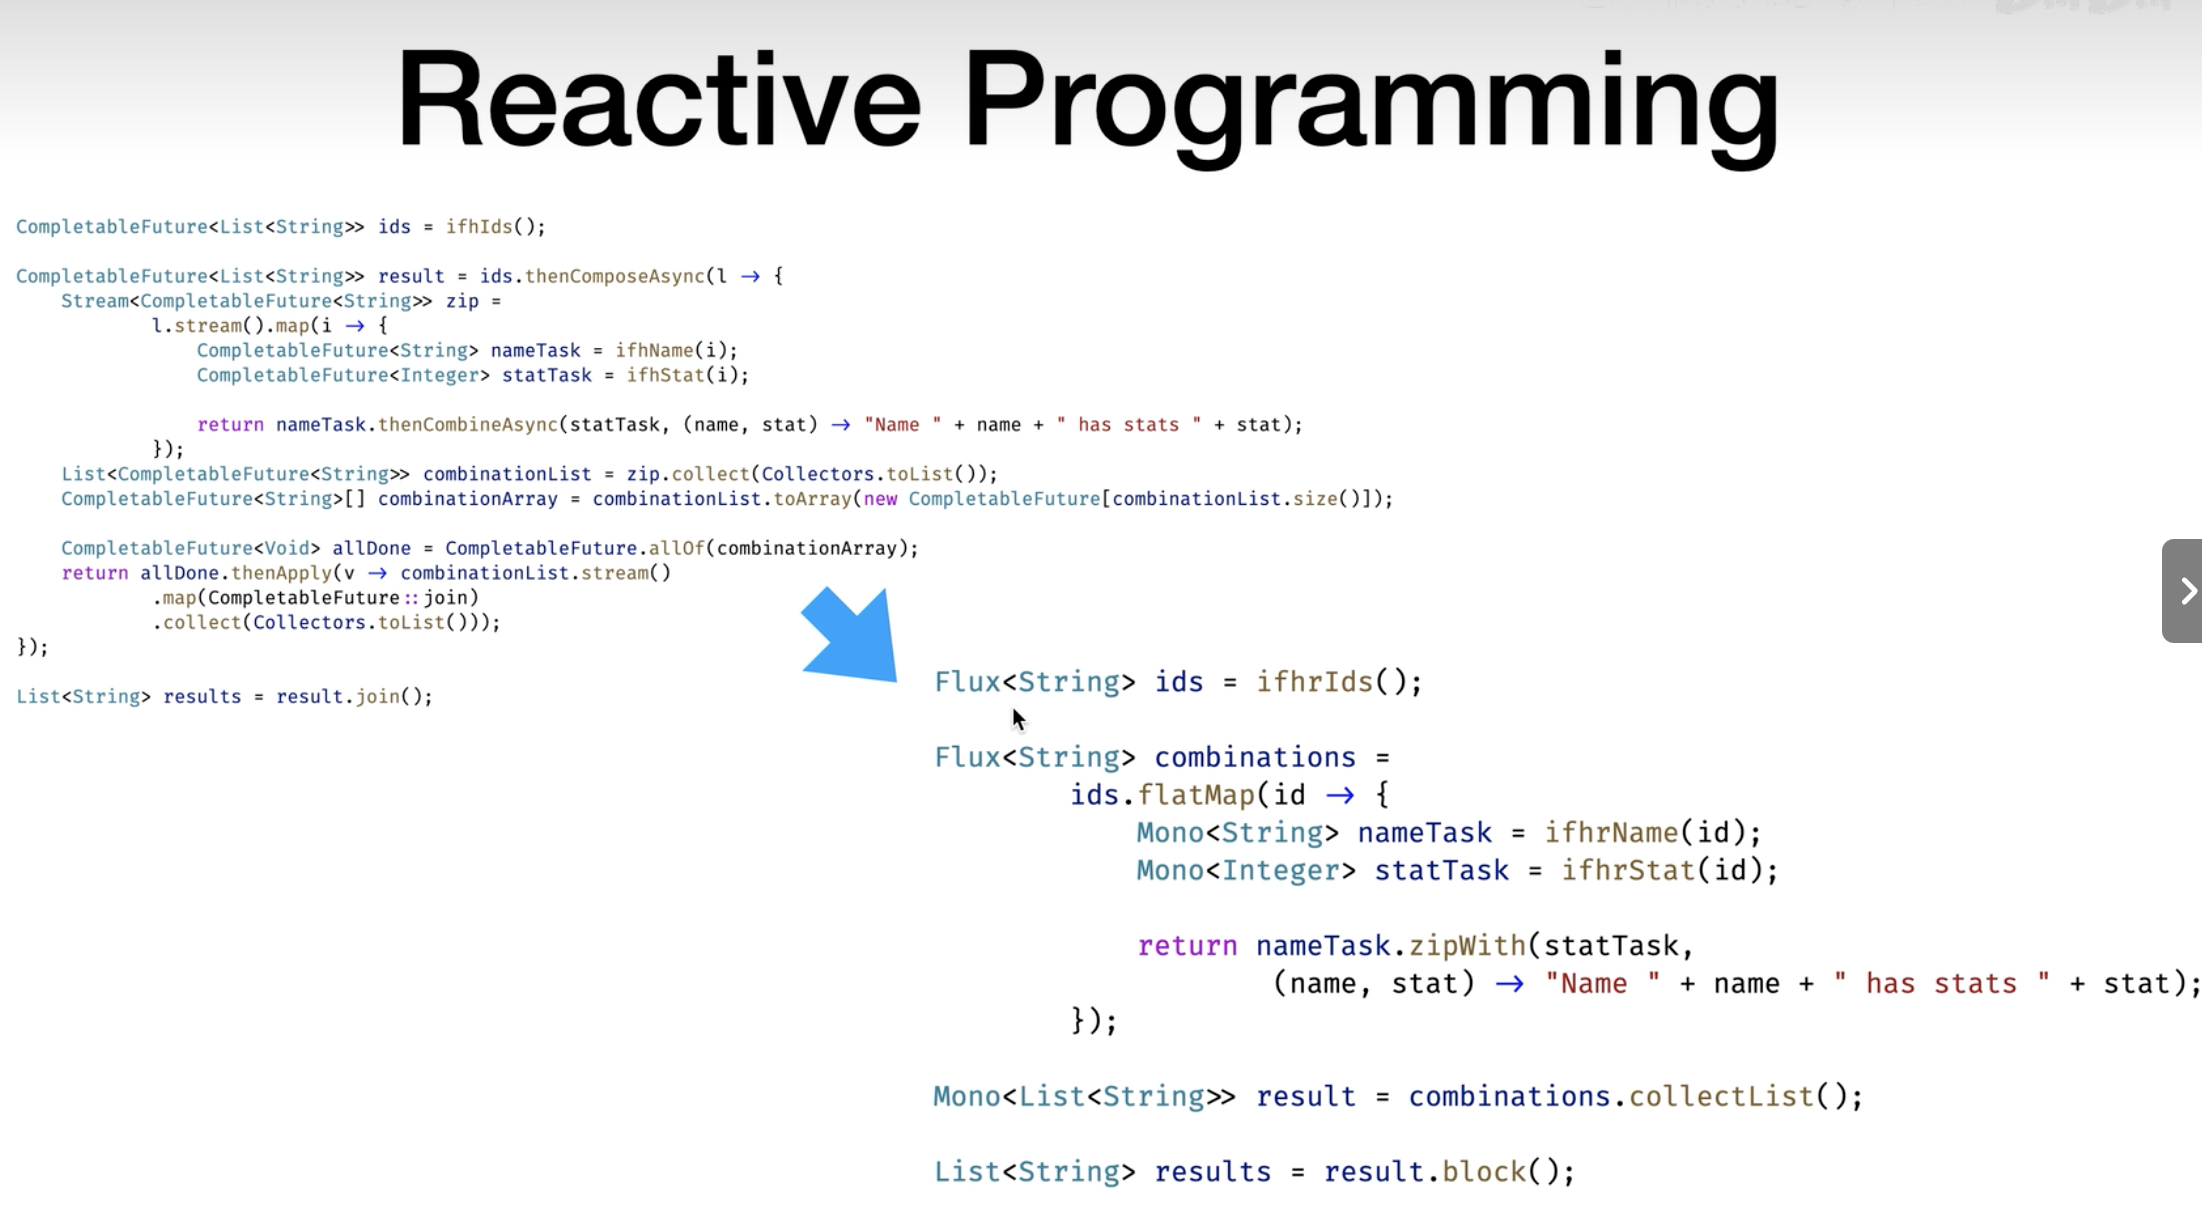 Reactive Programming
CompletableFuture<List<String>> ids = ifhIds();
CompletableFuture<List<String>> result = ids.thenComposeAsync(l → {
Stream<CompletableFuture<String>> zip =
l.stream().map(i → {
CompletableFuture<String> nameTask = ifhName(i);
CompletableFuture<Integer> statTask = ifhStat(i);
return nameTask.thenCombineAsync(statTask, (name, stat) → "Name " + name + " has stats " + stat);
});
List<CompletableFuture<String>> combinationList = zip.collect(Collectors.toList());
CompletableFuture<String>[] combinationArray = combinationList.toArray(new CompletableFuture[combinationList.size()]);
CompletableFuture<Void> allDone = CompletableFuture.allOf(combinationArray);
return allDone.thenApply(v → combinationList.stream()
.map(CompletableFuture::join)
.collect(Collectors.toList()));
});
List<String> results = result.join();
Flux<String> ids = ifhrIds();
Flux<String> combinations =
ids.flatMap(id → {
Mono<String> nameTask = ifhrName(id);
Mono<Integer> statTask = ifhrStat(id);
return nameTask.zipWith(statTask,
(name, stat) → "Name " + name + " has stats " + stat);
});
Mono<List<String>> result = combinations.collectList();
List<String> results = result.block();